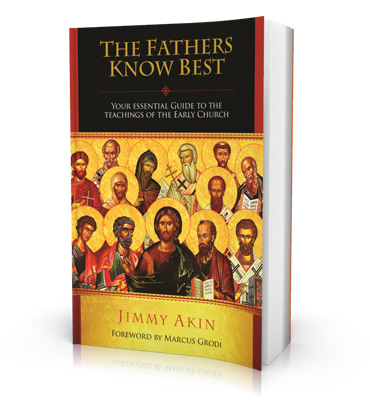 THE FATHERS
KNOW BEST
YOUR ESSENTIAL GUIDE TO THE
TEACHINGS OF THE EARLY CHURCH
JIMMY AKIN
FOREWORD BY MARCUS GRODI